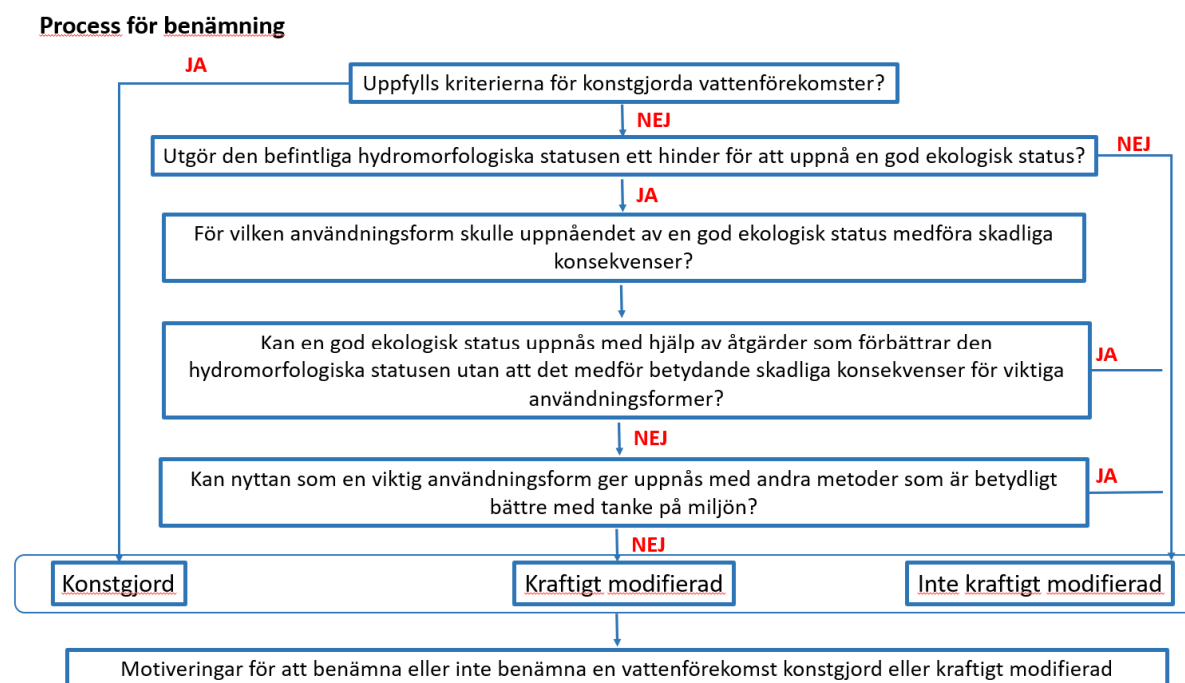 Process för benämning
JA
Uppfylls kriterierna för konstgjorda vattenförekomster?
NEJ
Utgör den befintliga hydromorfologiska statusen ett hinder för att uppnå en god ekologisk status?
NEJ
JA
För vilken användningsform skulle uppnåendet av en god ekologisk status medföra skadliga
konsekvenser?
Kan en god ekologisk status uppnås med hjälp av åtgärder som förbättrar den
hydromorfologiska statusen utan att det medför betydande skadliga konsekvenser för viktiga
användningsformer?
JA
NEJ
Kan nyttan som en viktig användningsform ger uppnås med andra metoder som är betydligt
bättre med tanke på miljön?
JA
NEJ
Konstgjord
Kraftigt modifierad
Inte kraftigt modifierad
Motiveringar för att benämna eller inte benämna en vattenförekomst konstgjord eller kraftigt modifierad